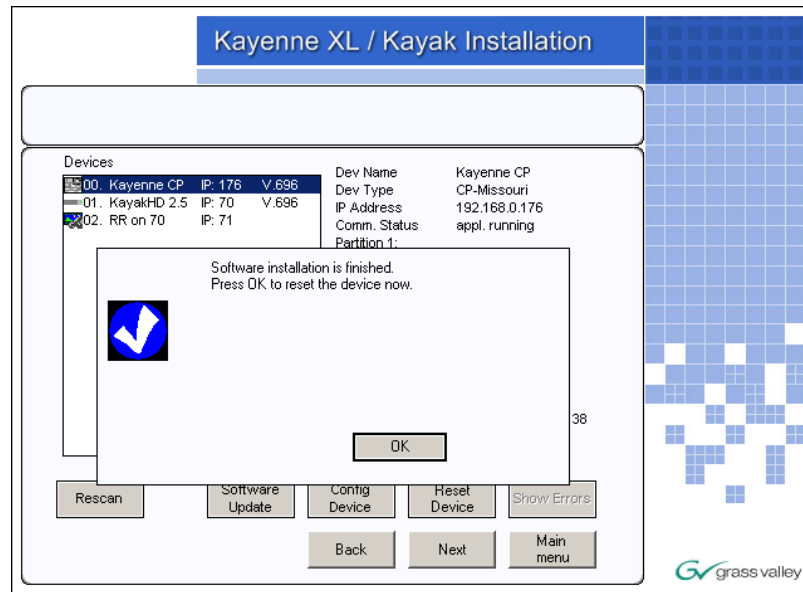 Kayenne XL / Kayak Installation
Devices
00. Kayenne CP IP: 176 V.696
01. KayakHD 2.5 IP: 70 V.696
02. RR on 70 IP: 71
Dev Name Kayenne CP
Dev Type CP-Missouri
IP Address 192.168.0.176
Comm. Status appl. running
Partition 1:
Software installation is finished.
Press OK to reset the device now.
38
OK
Rescan
Software
Update
Config
Device
Reset
Device
Show Errors
Back
Next
Main
menu
grass valley